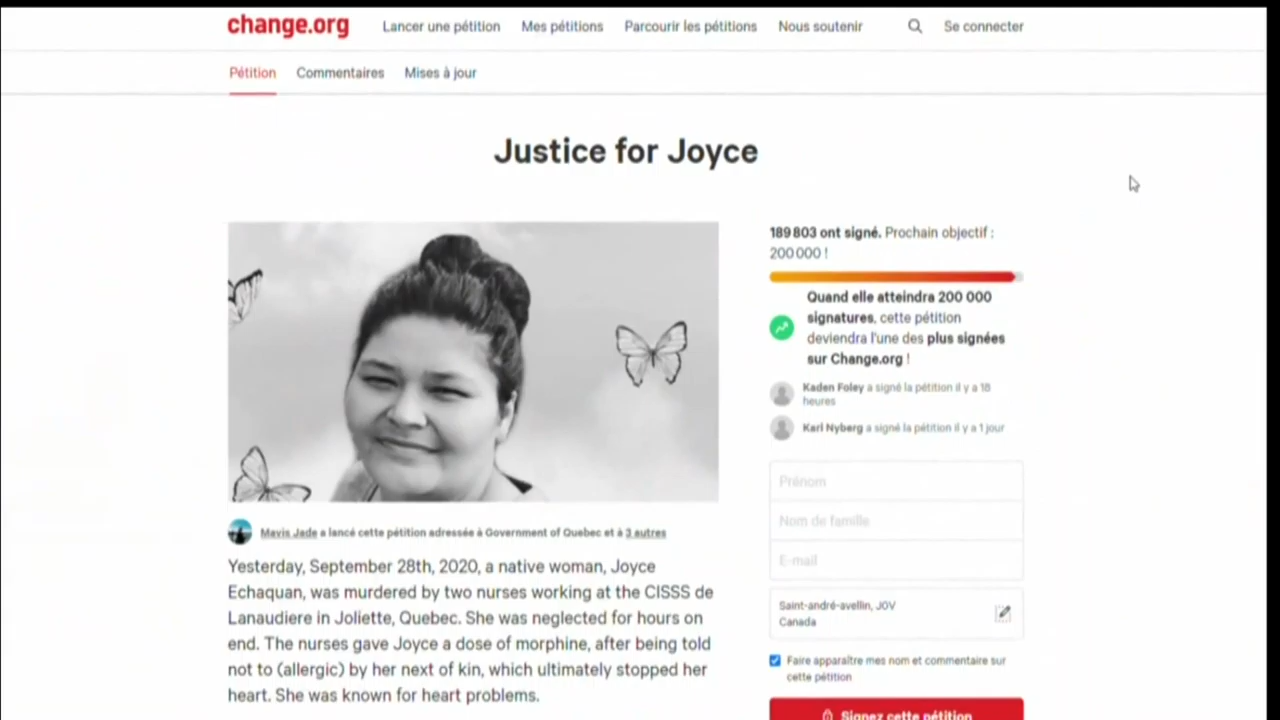 change.org Lancer une pétition Mes pétitions Parcourir les pétitions Nous soutenir Se connecter
Pétition Commentaires Mises à jour
Justice for Joyce
189 803 ont signé. Prochain objectif :
200 000 !
Quand elle atteindra 200 000
signatures, cette pétition
deviendra l'une des plus signées
sur Change.org !
Kaden Foley a signé la pétition il y a 18
heures
Karl Nyberg a signé la pétition il y a 1 jour
Prénom
Nom de famille
E-mail
Saint-andré-avellin, J0V
Canada
Faire apparaître mes nom et commentaire sur
cette pétition
Signez cette pétition
Mavis Jade a lancé cette pétition adressée à Government of Quebec et à 3 autres
Yesterday, September 28th, 2020, a native woman, Joyce
Echaquan, was murdered by two nurses working at the CISSS de
Lanaudiere in Joliette, Quebec. She was neglected for hours on
end. The nurses gave Joyce a dose of morphine, after being told
not to (allergic) by her next of kin, which ultimately stopped her
heart. She was known for heart problems.